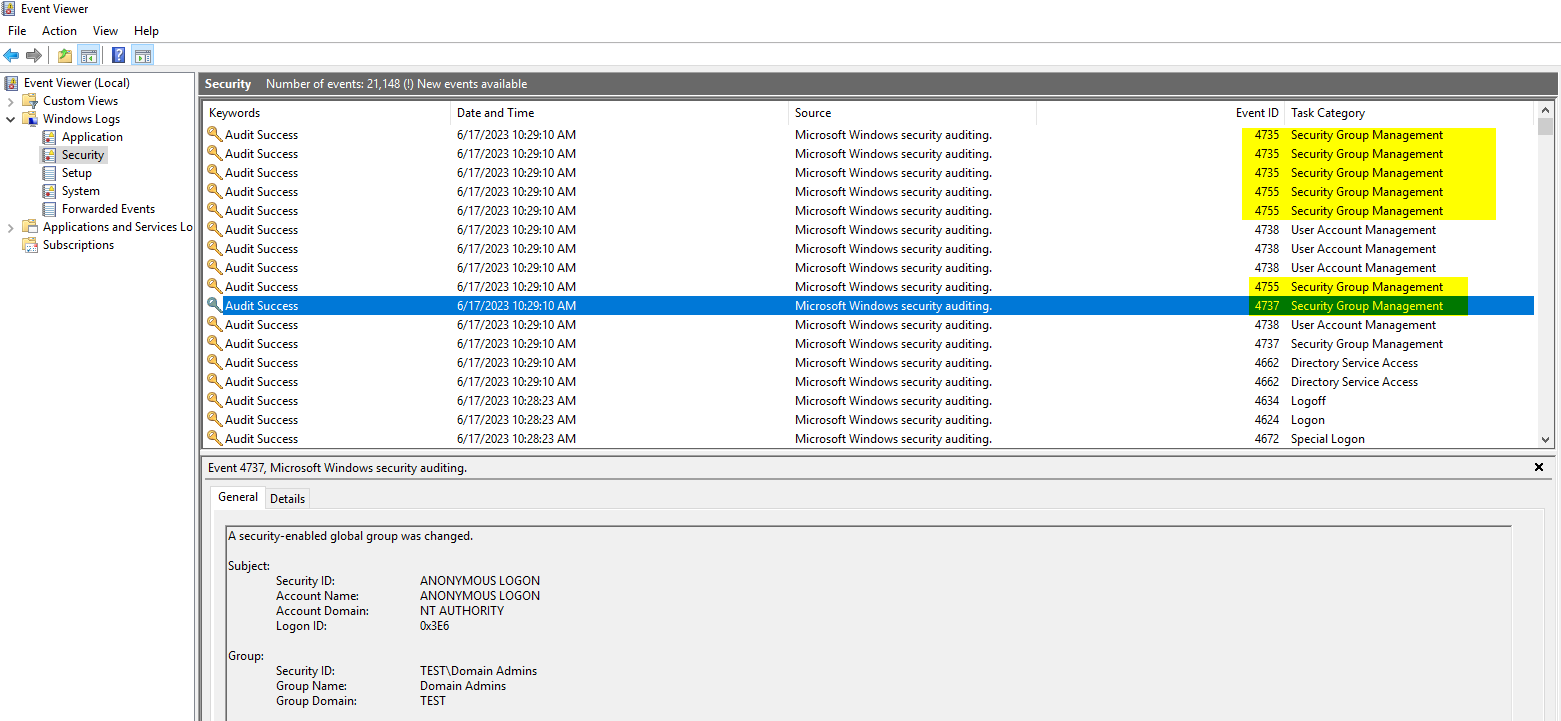 Event Viewer
File Action View Help
Event Viewer (Local)
Custom Views
Windows Logs
Application
Security
Setup
System
Forwarded Events
Applications and Services Lo
Subscriptions
Security Number of events: 21,148 (!) New events available
Keywords Date and Time Source Event ID Task Category
Audit Success 6/17/2023 10:29:10 AM Microsoft Windows security auditing. 4735 Security Group Management
Audit Success 6/17/2023 10:29:10 AM Microsoft Windows security auditing. 4735 Security Group Management
Audit Success 6/17/2023 10:29:10 AM Microsoft Windows security auditing. 4735 Security Group Management
Audit Success 6/17/2023 10:29:10 AM Microsoft Windows security auditing. 4755 Security Group Management
Audit Success 6/17/2023 10:29:10 AM Microsoft Windows security auditing. 4755 Security Group Management
Audit Success 6/17/2023 10:29:10 AM Microsoft Windows security auditing. 4738 User Account Management
Audit Success 6/17/2023 10:29:10 AM Microsoft Windows security auditing. 4738 User Account Management
Audit Success 6/17/2023 10:29:10 AM Microsoft Windows security auditing. 4738 User Account Management
Audit Success 6/17/2023 10:29:10 AM Microsoft Windows security auditing. 4755 Security Group Management
Audit Success 6/17/2023 10:29:10 AM Microsoft Windows security auditing. 4737 Security Group Management
Audit Success 6/17/2023 10:29:10 AM Microsoft Windows security auditing. 4738 User Account Management
Audit Success 6/17/2023 10:29:10 AM Microsoft Windows security auditing. 4737 Security Group Management
Audit Success 6/17/2023 10:29:10 AM Microsoft Windows security auditing. 4662 Directory Service Access
Audit Success 6/17/2023 10:29:10 AM Microsoft Windows security auditing. 4662 Directory Service Access
Audit Success 6/17/2023 10:28:23 AM Microsoft Windows security auditing. 4634 Logoff
Audit Success 6/17/2023 10:28:23 AM Microsoft Windows security auditing. 4624 Logon
Audit Success 6/17/2023 10:28:23 AM Microsoft Windows security auditing. 4672 Special Logon
Event 4737, Microsoft Windows security auditing.
General Details
A security-enabled global group was changed.
Subject:
Security ID: ANONYMOUS LOGON
Account Name: ANONYMOUS LOGON
Account Domain: NT AUTHORITY
Logon ID: 0x3E6
Group:
Security ID: TEST\Domain Admins
Group Name: Domain Admins
Group Domain: TEST